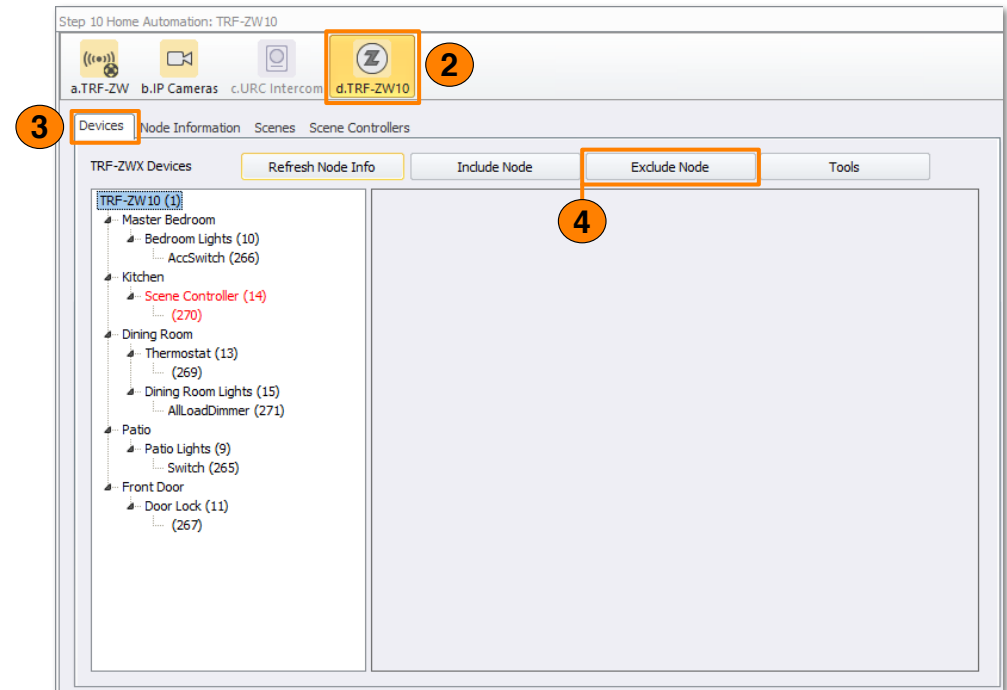 Step 10 Home Automation: TRF-ZW10
Z
2
a.TRF-ZW b.IP Cameras c.URC Intercom d.TRF-ZW10
3
Devices Node Information Scenes Scene Controllers
TRF-ZWX Devices Refresh Node Info Include Node Exclude Node Tools
4
TRF-ZW10 (1)
Master Bedroom
Bedroom Lights (10)
AccSwitch (266)
Kitchen
Scene Controller (14)
(270)
Dining Room
Thermostat (13)
(269)
Dining Room Lights (15)
AllLoadDimmer (271)
Patio
Patio Lights (9)
Switch (265)
Front Door
Door Lock (11)
(267)